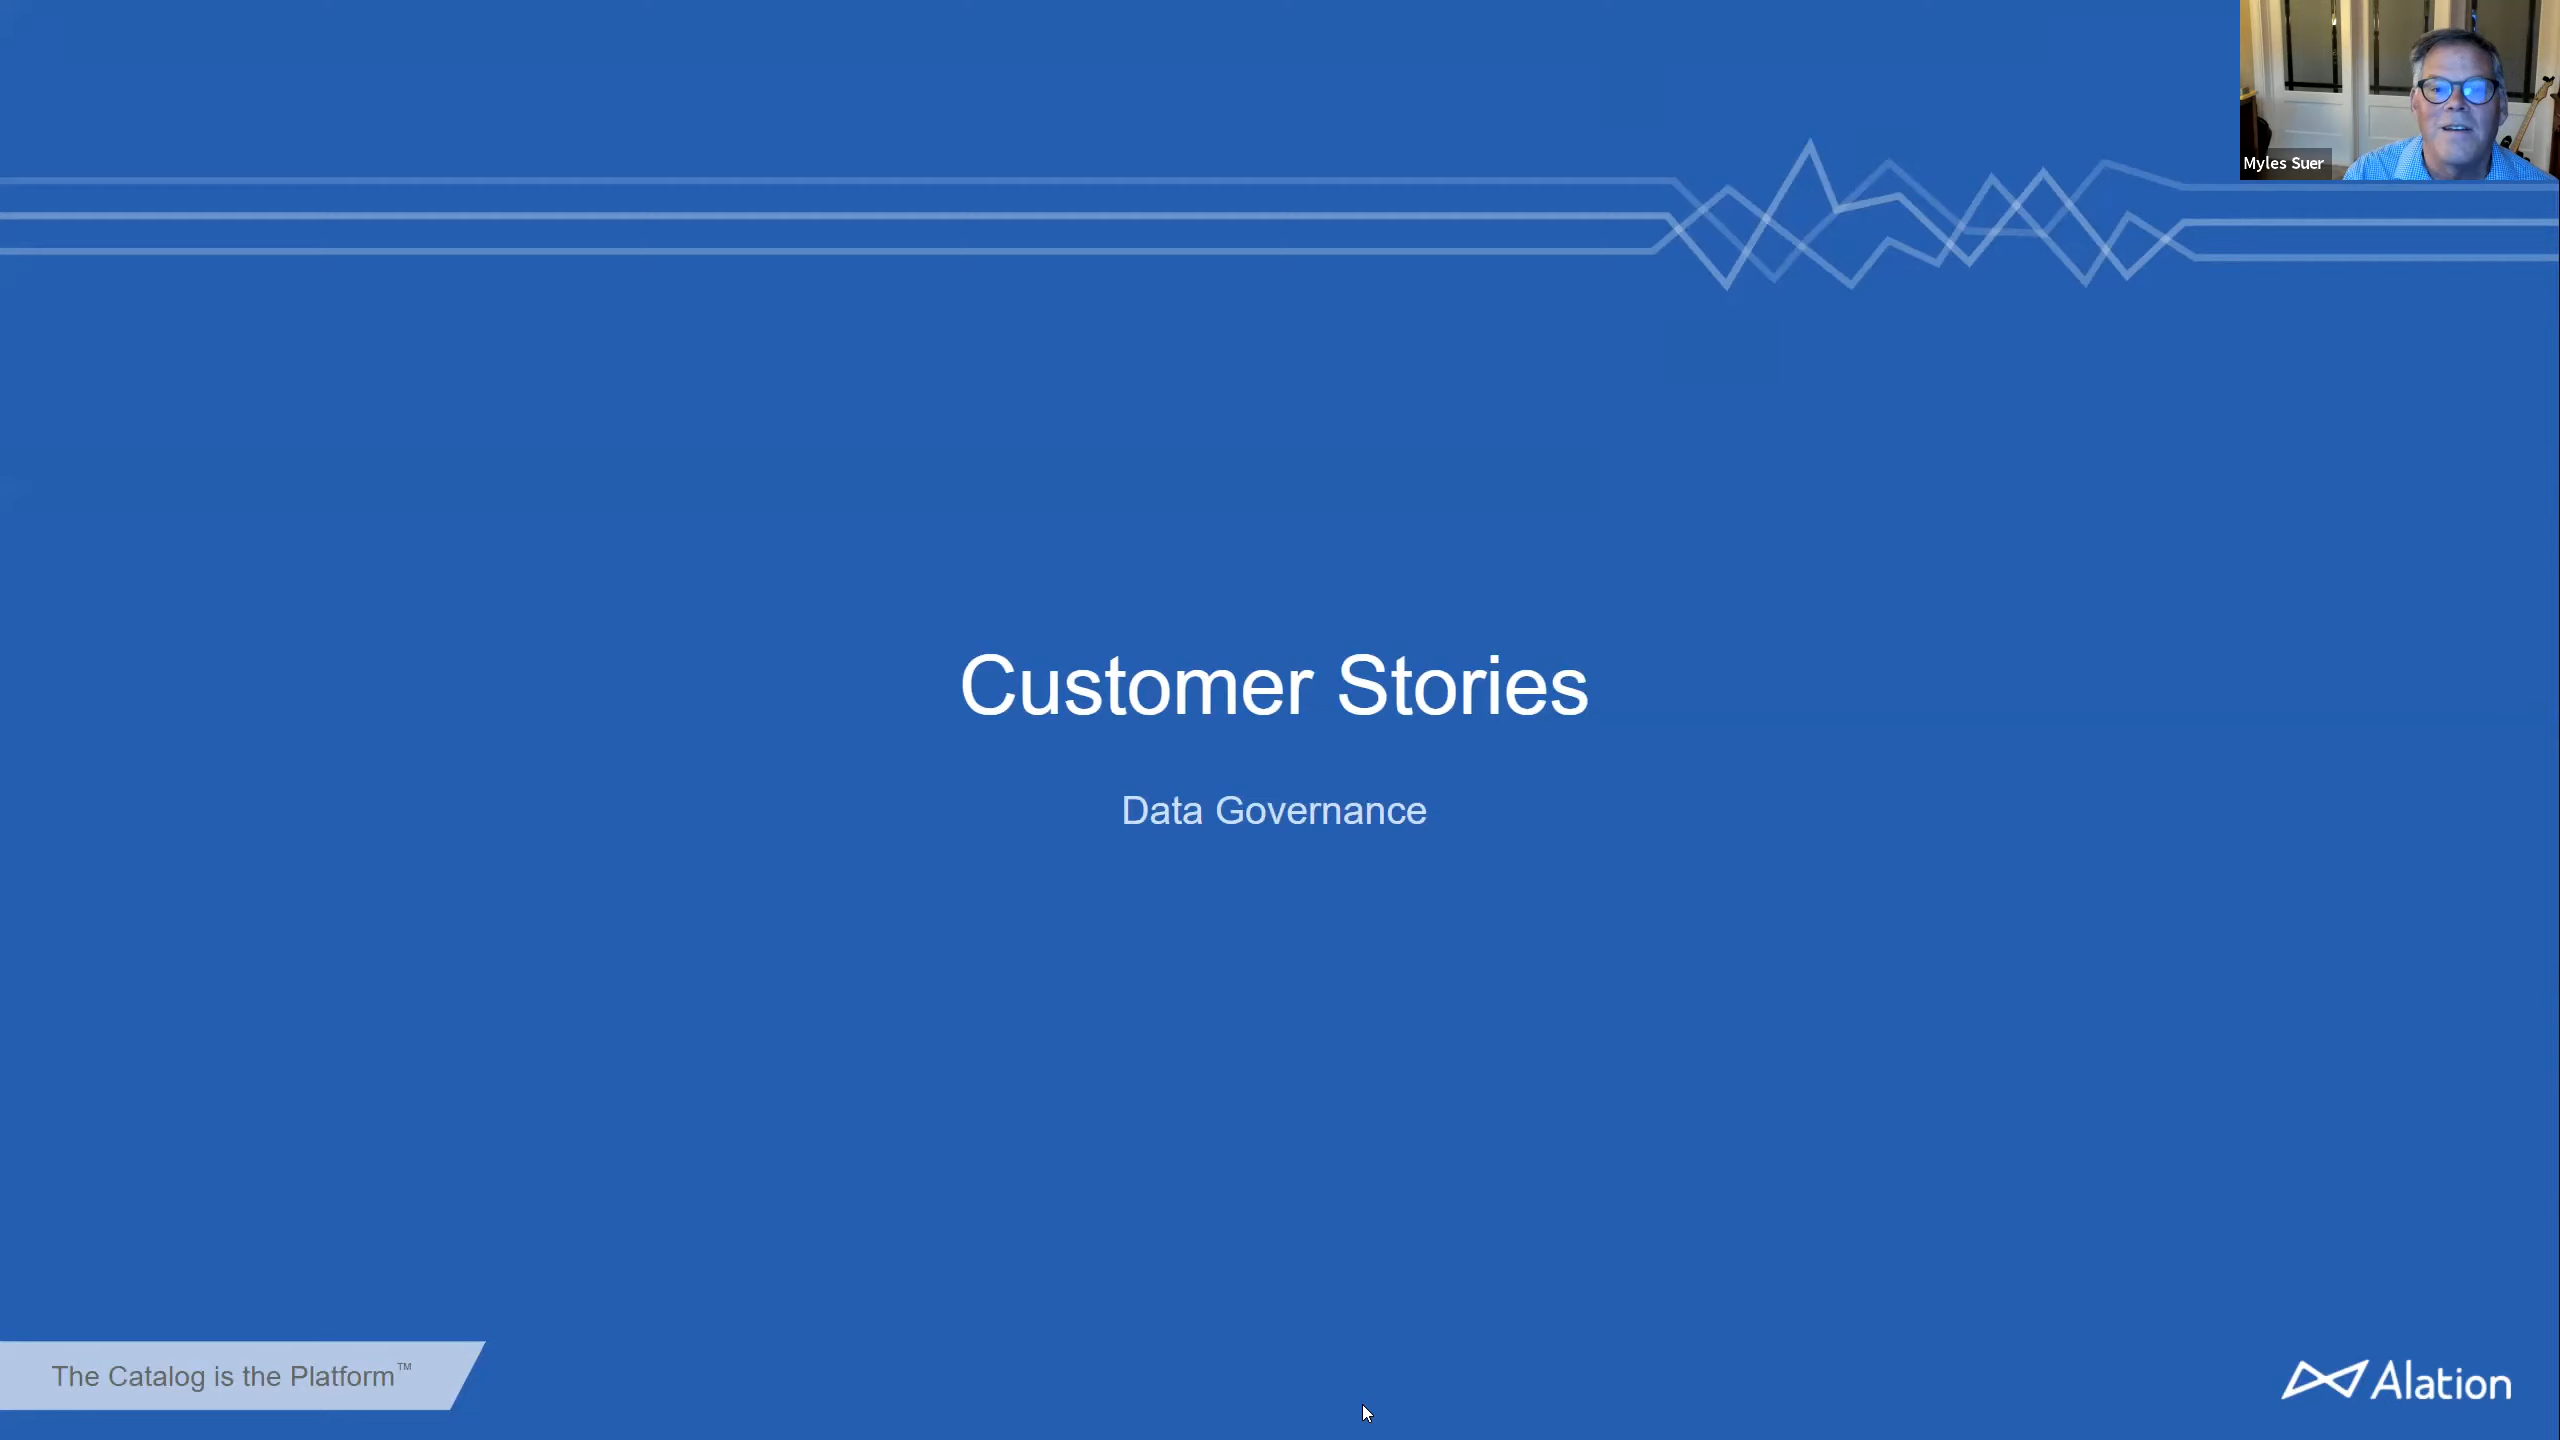 Myles Suer
Customer Stories
Data Governance
The Catalog is the Platform™
Alation